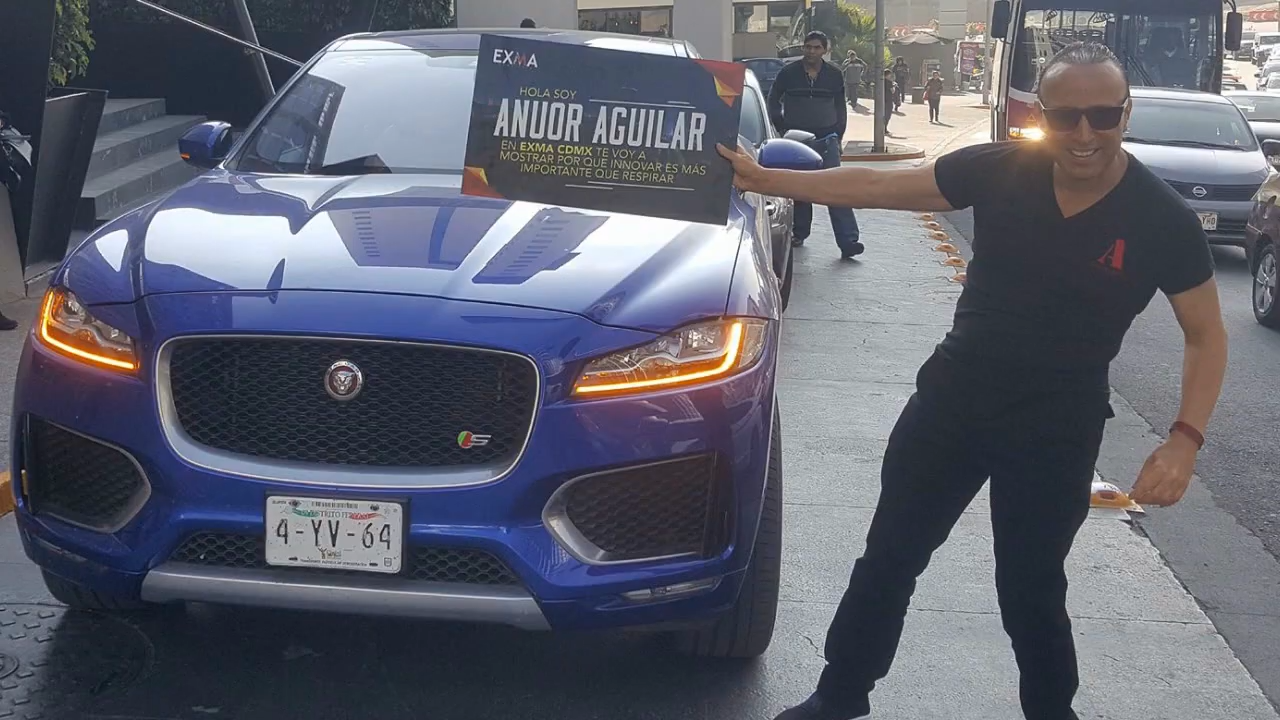 EXMA
HOLA SOY
ANUOR AGUILAR
EN EXMA CDMX TE VOY A
MOSTRAR POR QUE INNOVAR ES MÁS
IMPORTANTE QUE RESPIRAR
A
S
4-YV-64